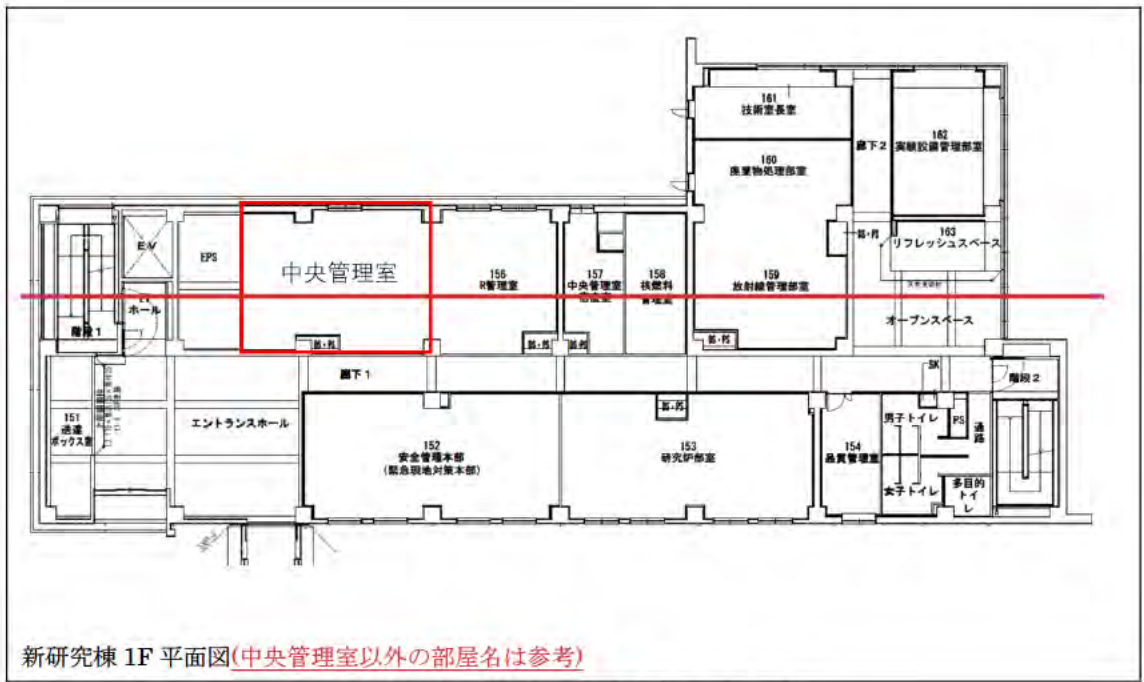 161
技術室長室
162
実験設備管理部室
廊下2
160
廃棄物処理部室
163
リフレッシュスペース
EV
EPS
中央管理室
156
R管理室
157
中央管理室
158
核燃料
管理室
159
放射線管理部室
オープンスペース
EV
ホール
階段1
廊下1
SK
階段2
151
送達
ボックス室
エントランスホール
152
安全管理本部
(緊急現地対策本部)
153
研究炉部室
154
品質管理室
男子トイレ
PS
通路
女子トイレ
多目的
トイ
レ
新研究棟 1F 平面図(中央管理室以外の部屋名は参考)